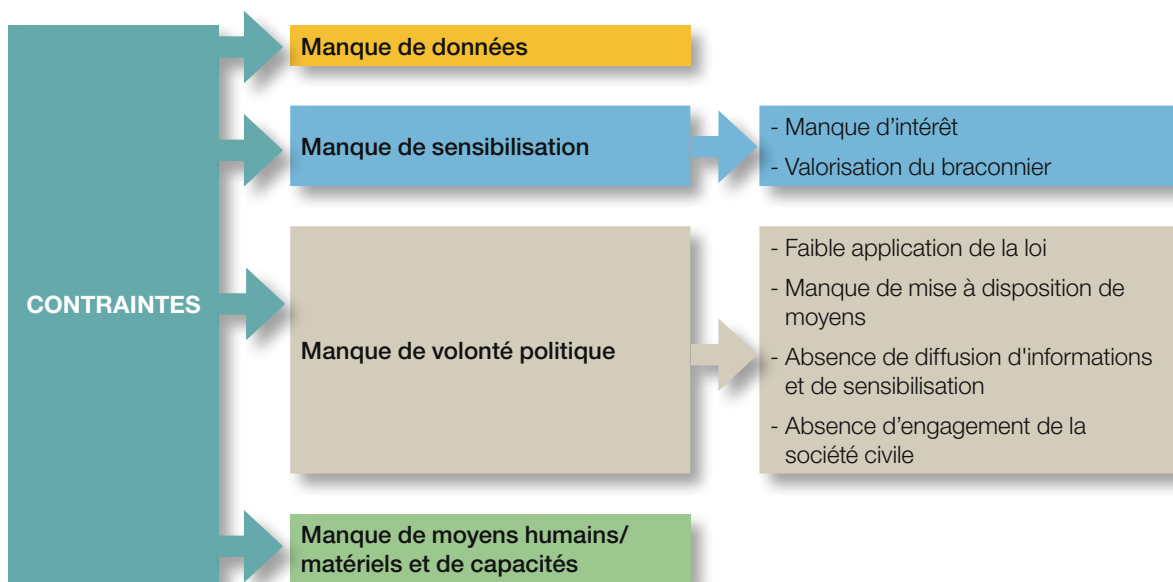 CONTRAINTES
Manque de données
Manque de sensibilisation
- Manque d’intérêt
- Valorisation du braconnier
Manque de volonté politique
- Faible application de la loi
- Manque de mise à disposition de
moyens
- Absence de diffusion d'informations
et de sensibilisation
- Absence d’engagement de la
société civile
Manque de moyens humains/
matériels et de capacités